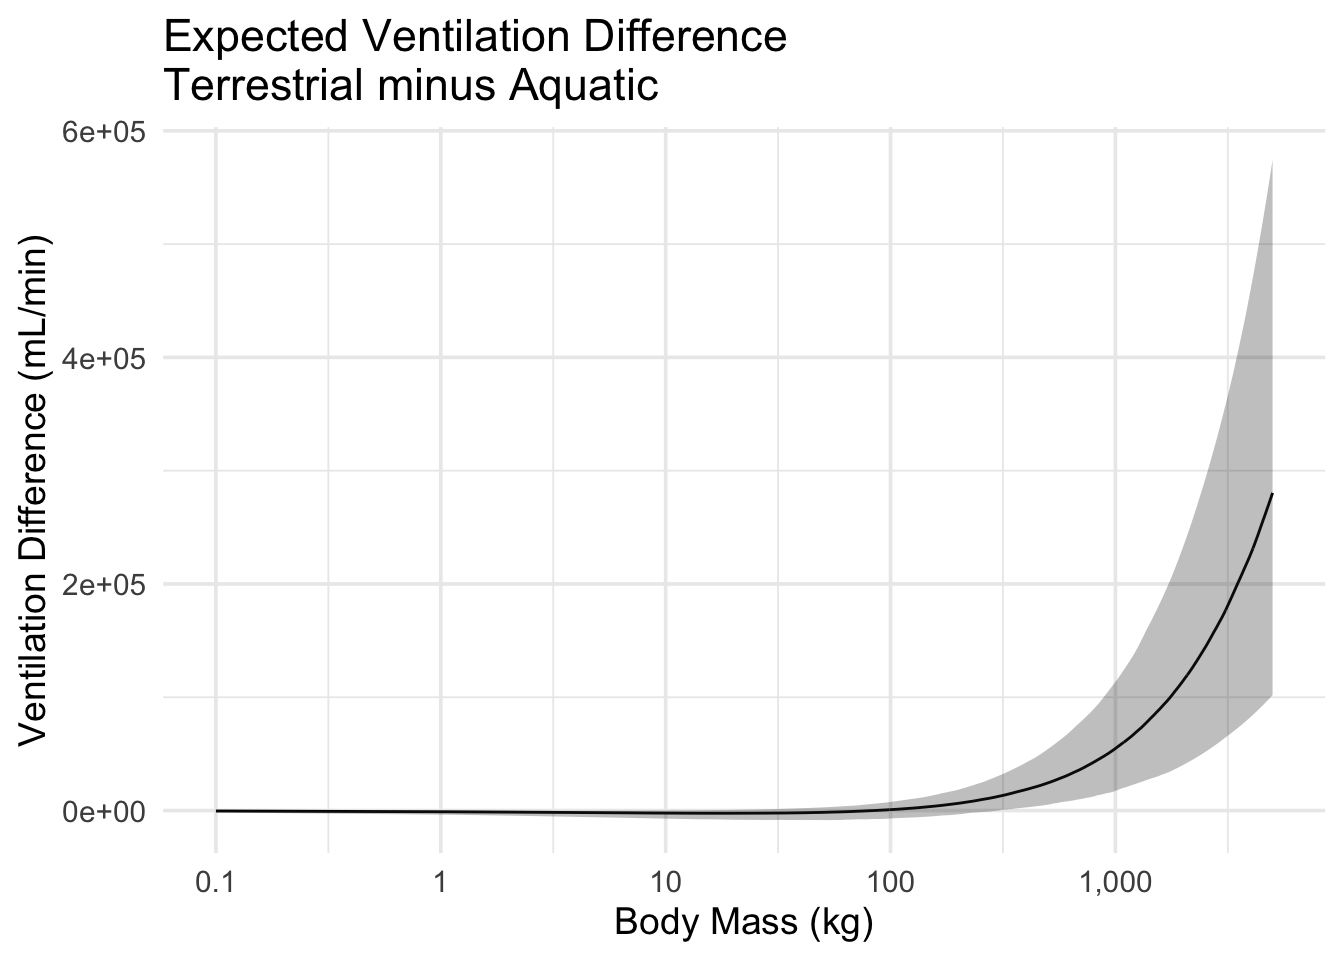 Expected Ventilation Difference
Terrestrial minus Aquatic
Ventilation Difference (mL/min)
6e+05
4e+05
2e+05
0e+00
0.1
1
10
100
1,000
Body Mass (kg)